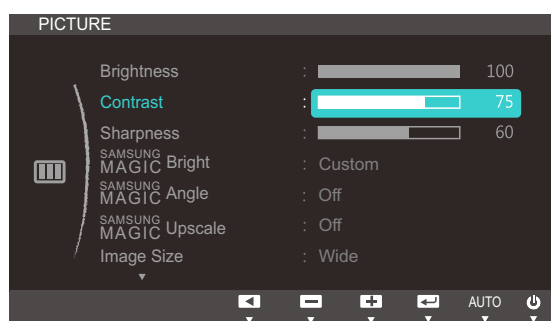 PICTURE
Brightness : 100
Contrast : 75
Sharpness : 60
SAMSUNG MAGIC Bright : Custom
SAMSUNG MAGIC Angle : Off
SAMSUNG MAGIC Upscale : Off
Image Size : Wide
AUTO